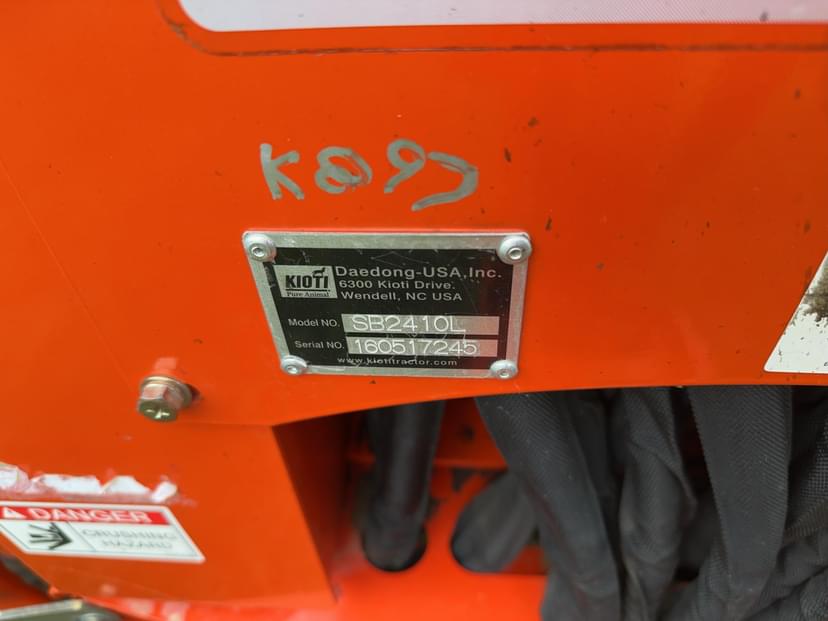 Daedong-USA, Inc.
KIOTI
Pure Animal
6300 Kioti Drive.
Wendell, NC USA
Model NO. SB2410L
Serial NO. 160517245
www.kiotitractor.com
DANGER
CRUSHING
HAZARD